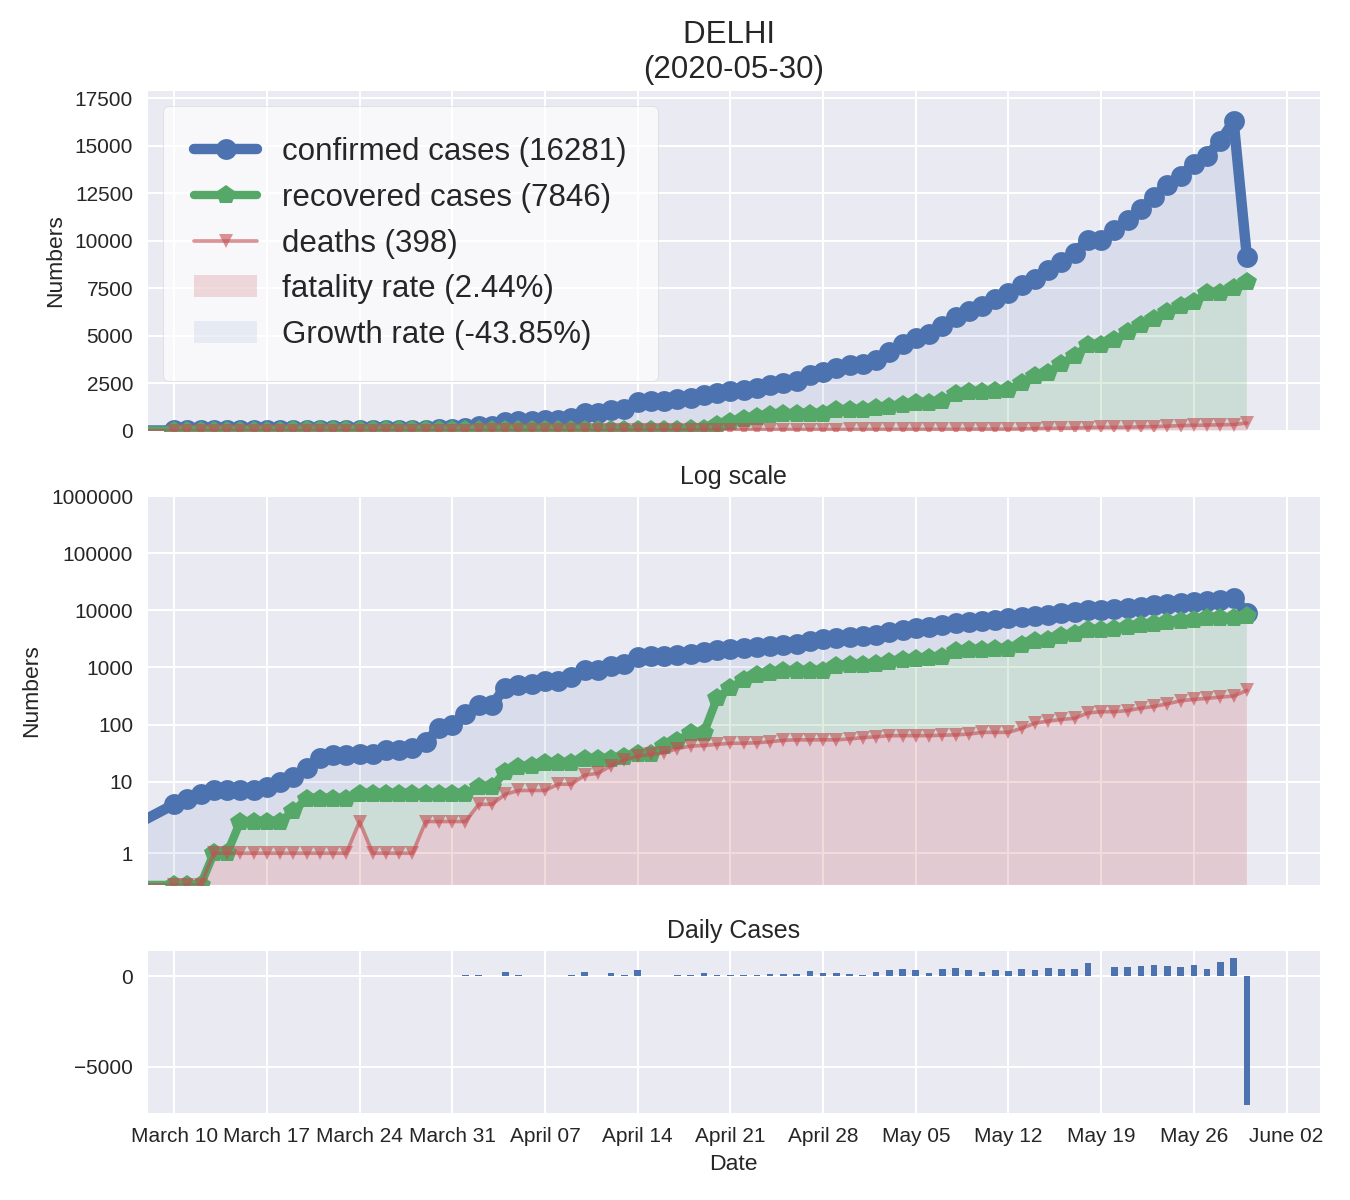 DELHI
(2020-05-30)
17500
15000
12500
10000
7500
5000
2500
0
Numbers
confirmed cases (16281)
recovered cases (7846)
deaths (398)
fatality rate (2.44%)
Growth rate (-43.85%)
Log scale
1000000
100000
10000
1000
100
10
1
Numbers
Daily Cases
0
−5000
March 10 March 17 March 24 March 31 April 07 April 14 April 21 April 28 May 05 May 12 May 19 May 26 June 02
Date